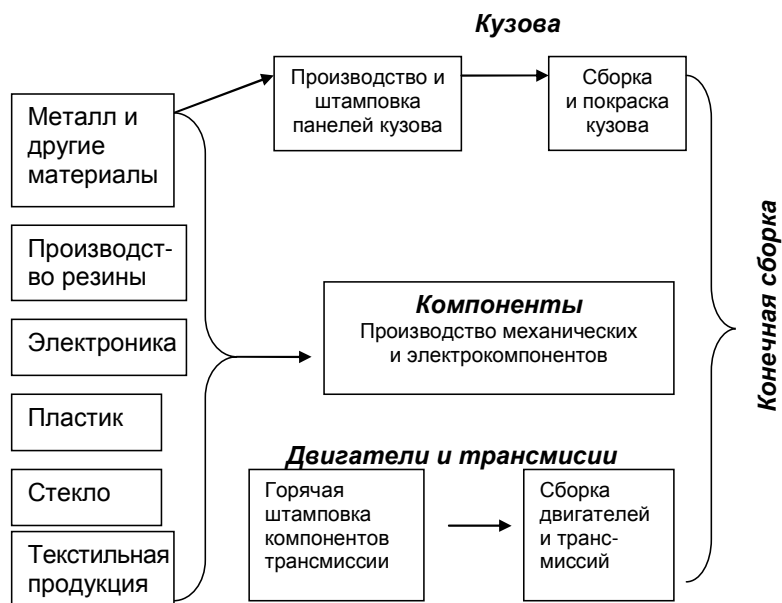 Кузова
Производство и
штамповка
панелей кузова
Сборка
и покраска
кузова
Металл и
другие
материалы
Производст-
во резины
Электроника
Пластик
Стекло
Текстильная
продукция
Компоненты
Производство механических
и электрокомпонентов
Двигатели и трансмисии
Горячая
штамповка
компонентов
трансмиссии
Сборка
двигателей
и транс-
миссий
Конечная сборка